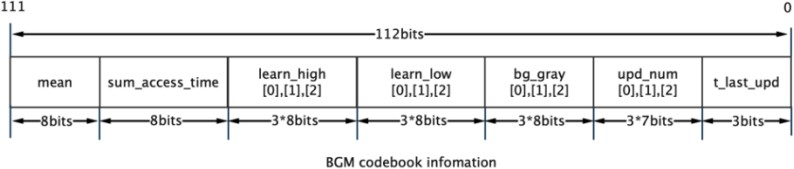 111 0
112bits
mean sum_access_time learn_high learn_low bg_gray upd_num t_last_upd
[0],[1],[2] [0],[1],[2] [0],[1],[2] [0],[1],[2]
8bits 8bits 3*8bits 3*8bits 3*8bits 3*7bits 3bits
BGM codebook infomation